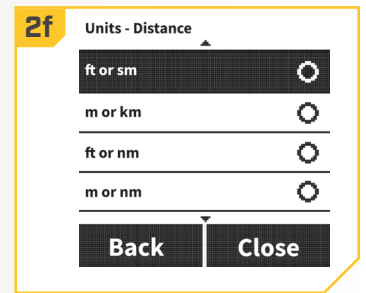 2f
Units - Distance
ft or sm
m or km
ft or nm
m or nm
Back Close